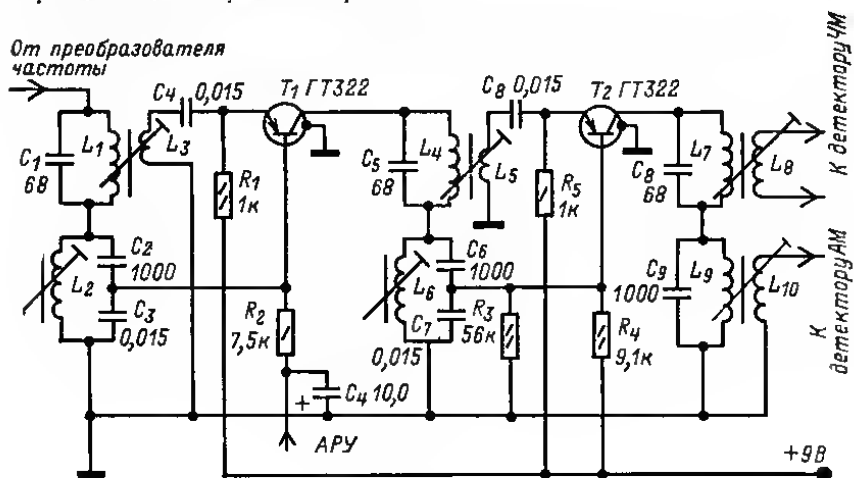 От преобразователя
частоты
C4 0,015
T1 ГТ322
C8 0,015
T2 ГТ322
К детектору ЧМ
C1
68
L1
L3
R1
1к
C5
68
L4
L5
R5
1к
C8
68
L7
L8
L2
C2
1000
C3
0,015
R2
7,5к
L6
C6
1000
C7
0,015
R3
56к
R4
9,1к
C9
1000
L9
L10
К
детектору АМ
+
C4 10,0
АРУ
+9В